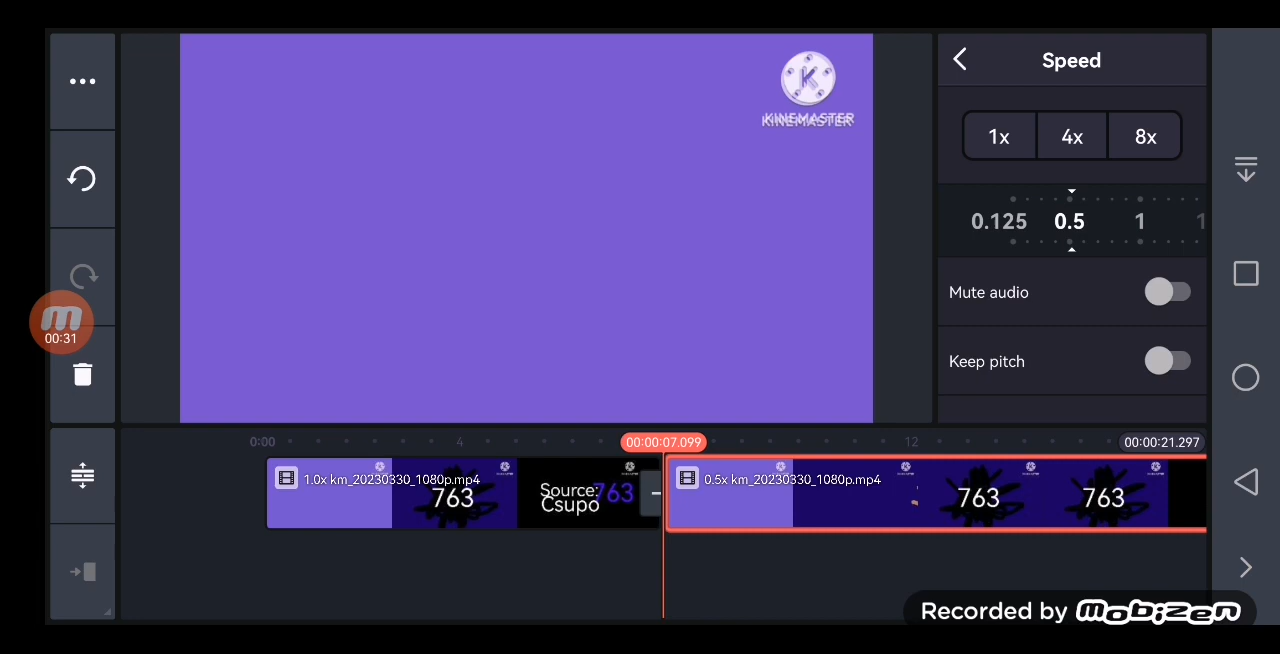 KINEMASTER
Speed
1x 4x 8x
0.125 0.5 1 1
Mute audio
Keep pitch
00:31
0:00 4 00:00:07.099 12 00:00:21.297
1.0x km_20230330_1080p.mp4
763
Source: 763
Csupo
0.5x km_20230330_1080p.mp4
763
763
Recorded by mobizen